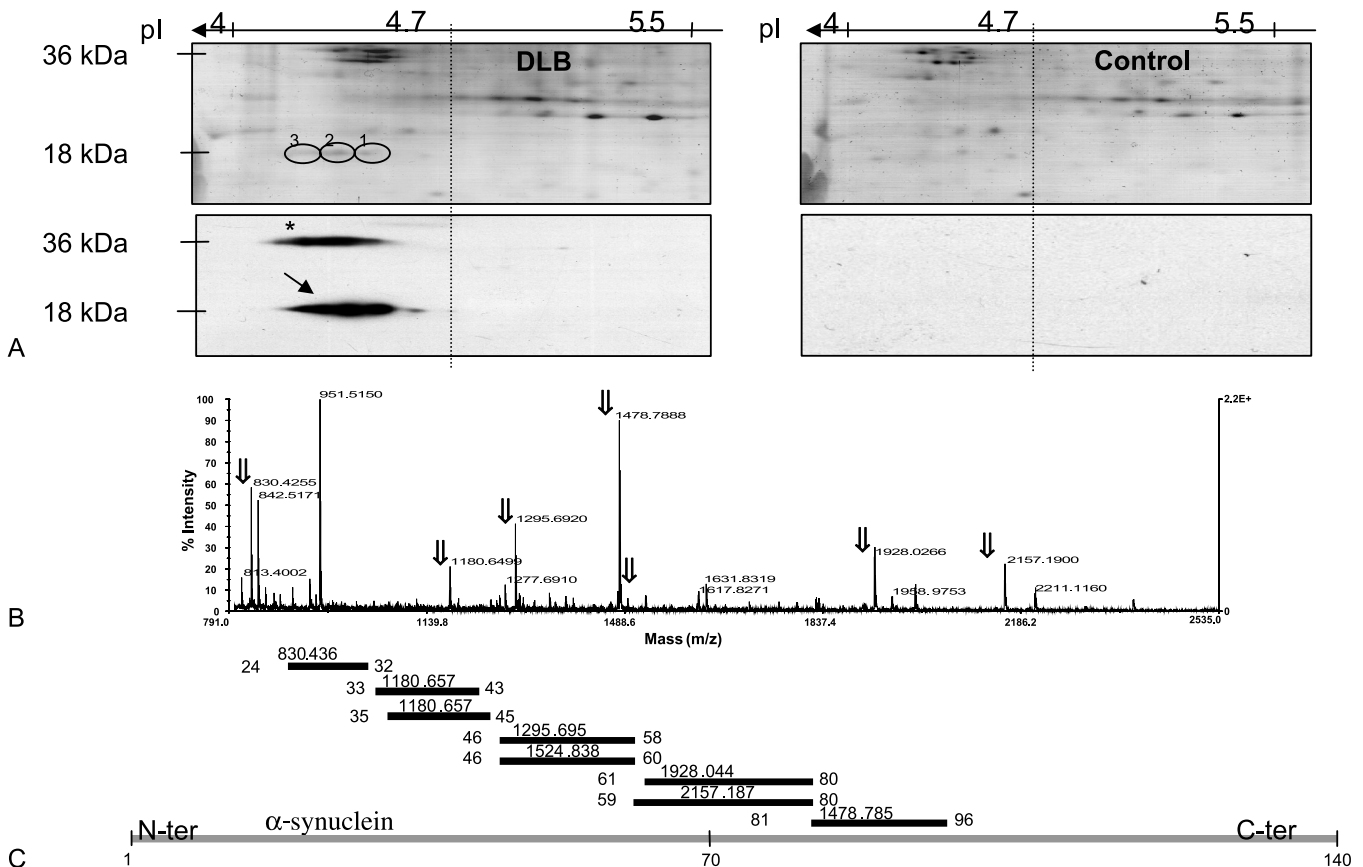 pI 4 4.7 5.5
36 kDa
DLB
3 2 1
18 kDa
*
36 kDa
18 kDa
pI 4 4.7 5.5
Control
A
% Intensity
100
90
80
70
60
50
40
30
20
10
0
2.2E+
0
951.5150
1478.7888
830.4255
842.5171
1295.6920
1928.0266
1180.6499
2157.1900
813.4002
1277.6910
1631.8319
1617.8271
1958.9753
2211.1160
791.0 1139.8 1488.6 1837.4 2186.2 2535.0
Mass (m/z)
B
24 830.436 32
33 1180.657 43
35 1180.657 45
46 1295.695 58
46 1524.838 60
61 1928.044 80
59 2157.187 80
81 1478.785 96
N-ter α-synuclein C-ter
1 70 140
C